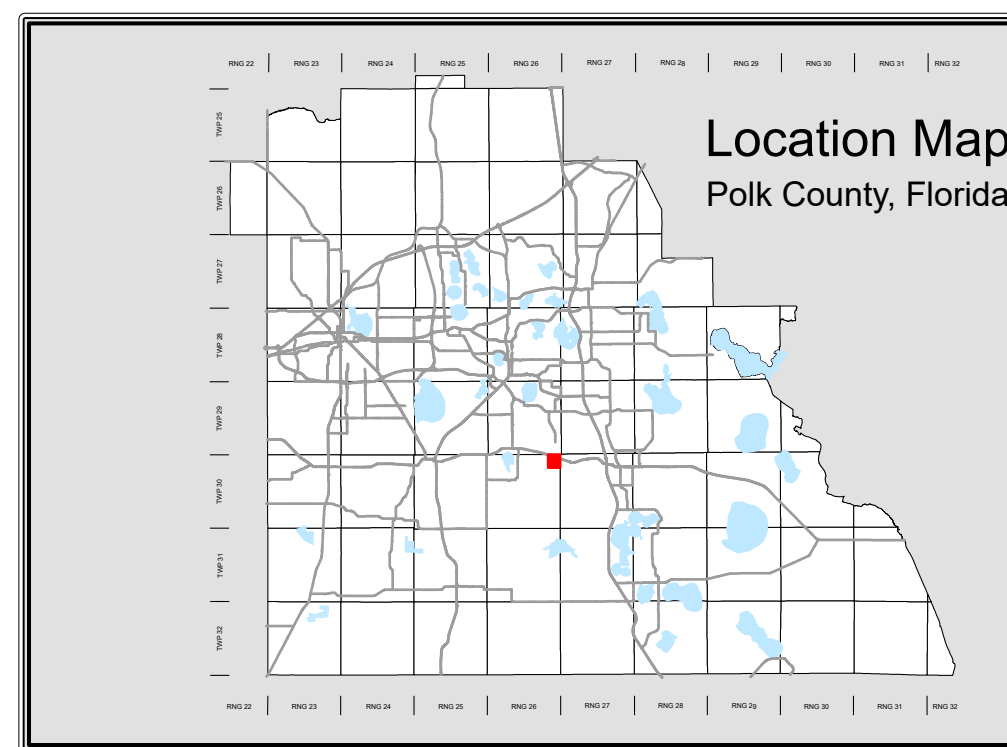 RNG 22 RNG 23 RNG 24 RNG 25 RNG 26 RNG 27 RNG 28 RNG 29 RNG 30 RNG 31 RNG 32
Location Map
Polk County, Florida
TWP 25
TWP 26
TWP 27
TWP 28
TWP 29
TWP 30
TWP 31
TWP 32
RNG 22 RNG 23 RNG 24 RNG 25 RNG 26 RNG 27 RNG 28 RNG 29 RNG 30 RNG 31 RNG 32